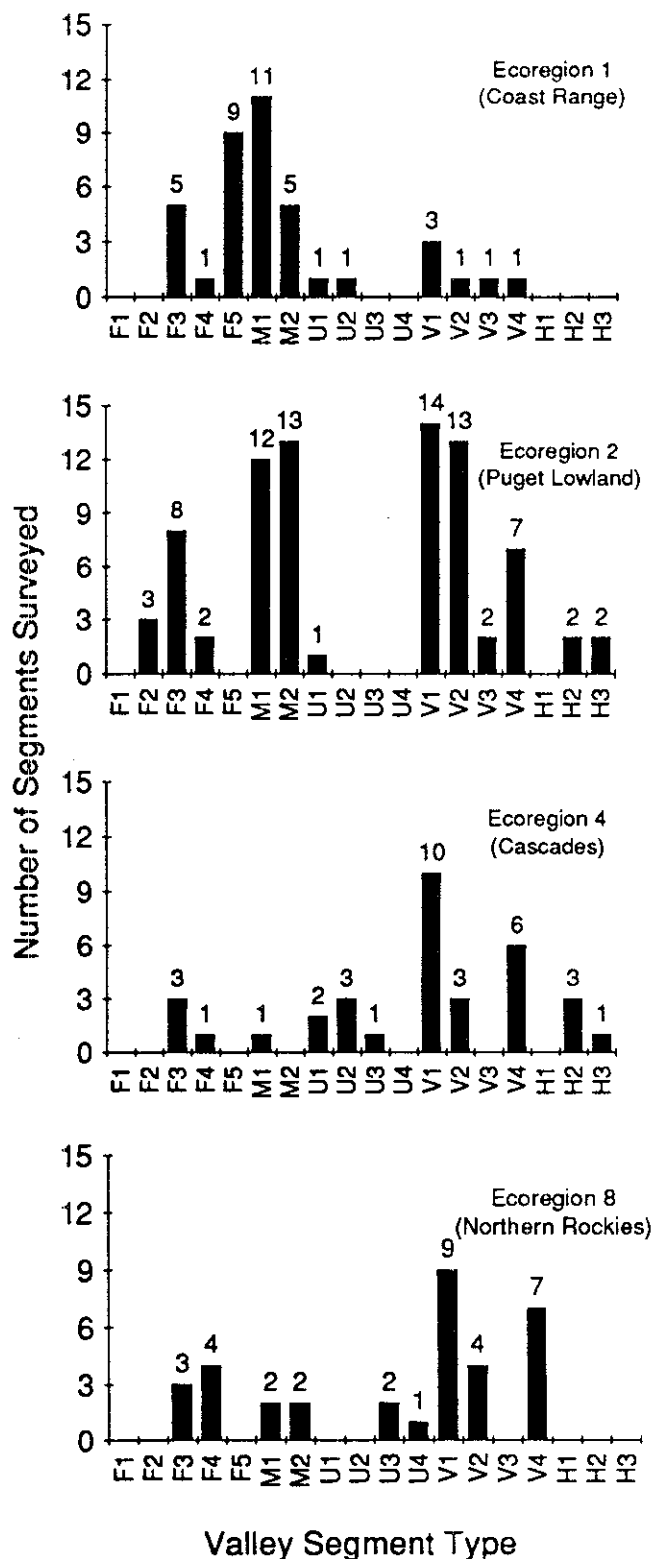 Number of Segments Surveyed
15
12
9
6
3
0
Ecoregion 1
(Coast Range)
5 1 9 11 5 1 1 3 1 1 1
F1 F2 F3 F4 F5 M1 M2 U1 U2 U3 U4 V1 V2 V3 V4 H1 H2 H3
15
12
9
6
3
0
Ecoregion 2
(Puget Lowland)
3 8 2 12 13 1 14 13 2 7 2 2
F1 F2 F3 F4 F5 M1 M2 U1 U2 U3 U4 V1 V2 V3 V4 H1 H2 H3
15
12
9
6
3
0
Ecoregion 4
(Cascades)
3 1 1 2 3 1 10 3 6 3 1
F1 F2 F3 F4 F5 M1 M2 U1 U2 U3 U4 V1 V2 V3 V4 H1 H2 H3
15
12
9
6
3
0
Ecoregion 8
(Northern Rockies)
3 4 2 2 2 1 9 4 7
F1 F2 F3 F4 F5 M1 M2 U1 U2 U3 U4 V1 V2 V3 V4 H1 H2 H3
Valley Segment Type